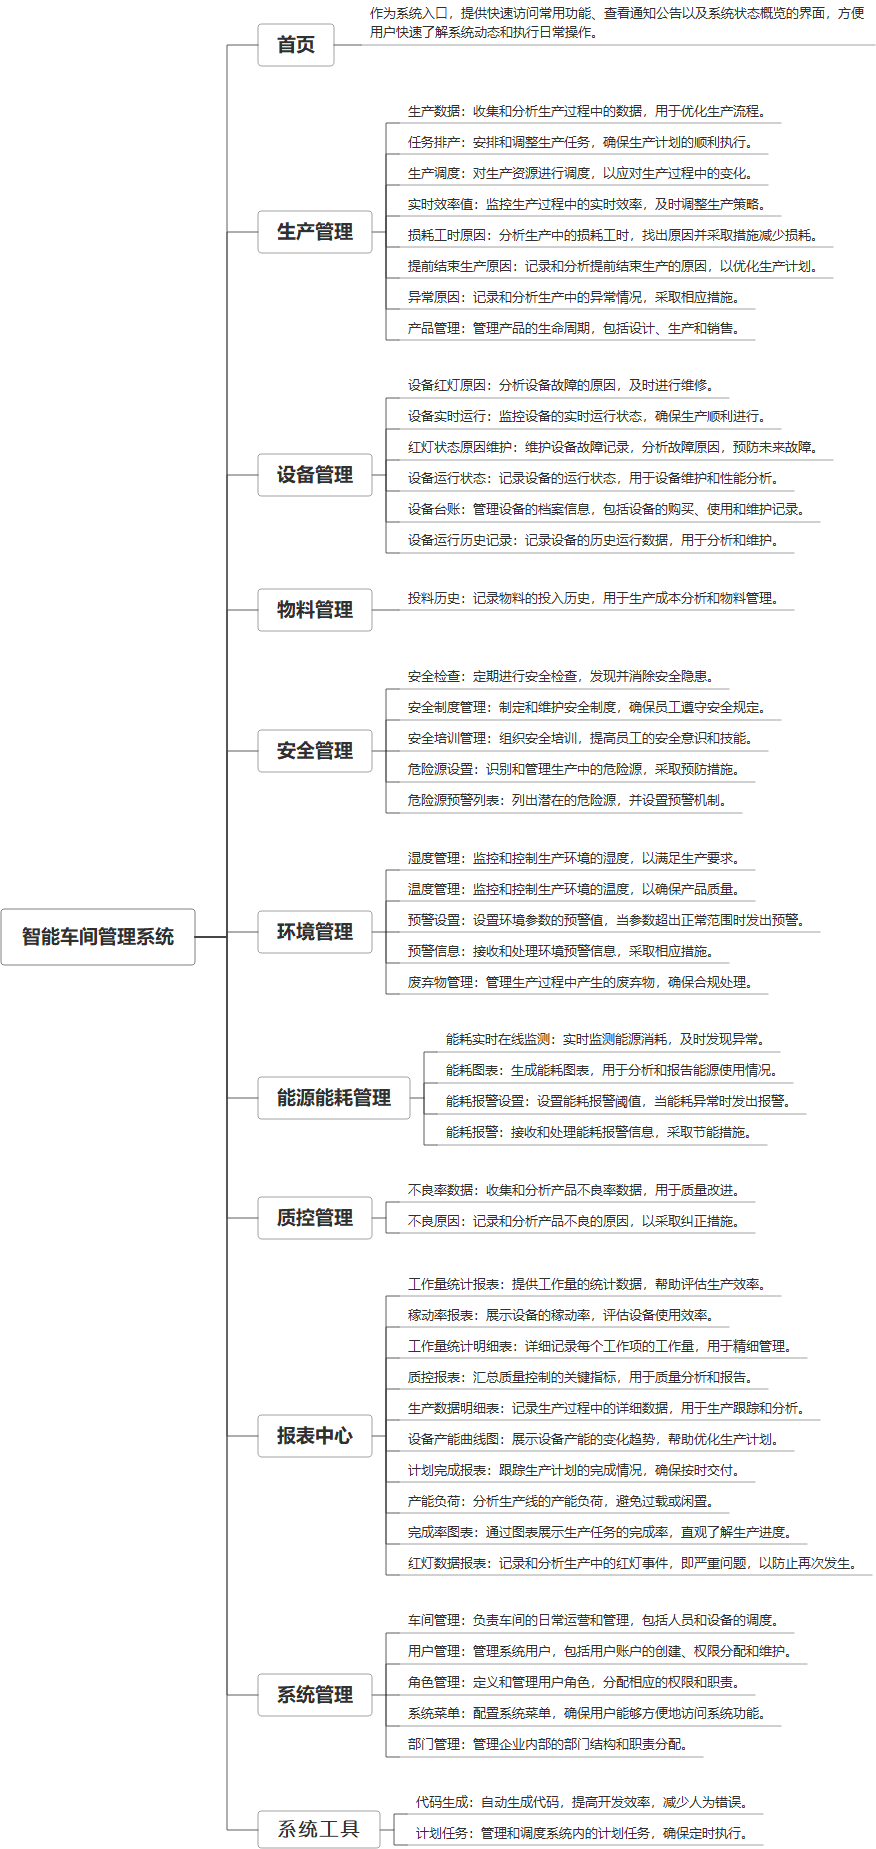 作为系统入口，提供快速访问常用功能、查看通知公告以及系统状态概览的界面，方便
用户快速了解系统动态和执行日常操作。
首页
生产数据：收集和分析生产过程中的数据，用于优化生产流程。
任务排产：安排和调整生产任务，确保生产计划的顺利执行。
生产调度：对生产资源进行调度，以应对生产过程中的变化。
实时效率值：监控生产过程中的实时效率，及时调整生产策略。
生产管理
损耗工时原因：分析生产中的损耗工时，找出原因并采取措施减少损耗。
提前结束生产原因：记录和分析提前结束生产的原因，以优化生产计划。
异常原因：记录和分析生产中的异常情况，采取相应措施。
产品管理：管理产品的生命周期，包括设计、生产和销售。
设备红灯原因：分析设备故障的原因，及时进行维修。
设备实时运行：监控设备的实时运行状态，确保生产顺利进行。
红灯状态原因维护：维护设备故障记录，分析故障原因，预防未来故障。
设备管理
设备运行状态：记录设备的运行状态，用于设备维护和性能分析。
设备台账：管理设备的档案信息，包括设备的购买、使用和维护记录。
设备运行历史记录：记录设备的历史运行数据，用于分析和维护。
物料管理
投料历史：记录物料的投入历史，用于生产成本分析和物料管理。
安全检查：定期进行安全检查，发现并消除安全隐患。
安全制度管理：制定和维护安全制度，确保员工遵守安全规定。
安全培训管理：组织安全培训，提高员工的安全意识和技能。
安全管理
危险源设置：识别和管理生产中的危险源，采取预防措施。
危险源预警列表：列出潜在的危险源，并设置预警机制。
湿度管理：监控和控制生产环境的湿度，以满足生产要求。
温度管理：监控和控制生产环境的温度，以确保产品质量。
预警设置：设置环境参数的预警值，当参数超出正常范围时发出预警。
智能车间管理系统
环境管理
预警信息：接收和处理环境预警信息，采取相应措施。
废弃物管理：管理生产过程中产生的废弃物，确保合规处理。
能耗实时在线监测：实时监测能源消耗，及时发现异常。
能耗图表：生成能耗图表，用于分析和报告能源使用情况。
能源能耗管理
能耗报警设置：设置能耗报警阈值，当能耗异常时发出报警。
能耗报警：接收和处理能耗报警信息，采取节能措施。
不良率数据：收集和分析产品不良率数据，用于质量改进。
质控管理
不良原因：记录和分析产品不良的原因，以采取纠正措施。
工作量统计报表：提供工作量的统计数据，帮助评估生产效率。
稼动率报表：展示设备的稼动率，评估设备使用效率。
工作量统计明细表：详细记录每个工作项的工作量，用于精细管理。
质控报表：汇总质量控制的关键指标，用于质量分析和报告。
生产数据明细表：记录生产过程中的详细数据，用于生产跟踪和分析。
报表中心
设备产能曲线图：展示设备产能的变化趋势，帮助优化生产计划。
计划完成报表：跟踪生产计划的完成情况，确保按时交付。
产能负荷：分析生产线的产能负荷，避免过载或闲置。
完成率图表：通过图表展示生产任务的完成率，直观了解生产进度。
红灯数据报表：记录和分析生产中的红灯事件，即严重问题，以防止再次发生。
车间管理：负责车间的日常运营和管理，包括人员和设备的调度。
用户管理：管理系统用户，包括用户账户的创建、权限分配和维护。
角色管理：定义和管理用户角色，分配相应的权限和职责。
系统管理
系统菜单：配置系统菜单，确保用户能够方便地访问系统功能。
部门管理：管理企业内部的部门结构和职责分配。
代码生成：自动生成代码，提高开发效率，减少人为错误。
系统工具
计划任务：管理和调度系统内的计划任务，确保定时执行。